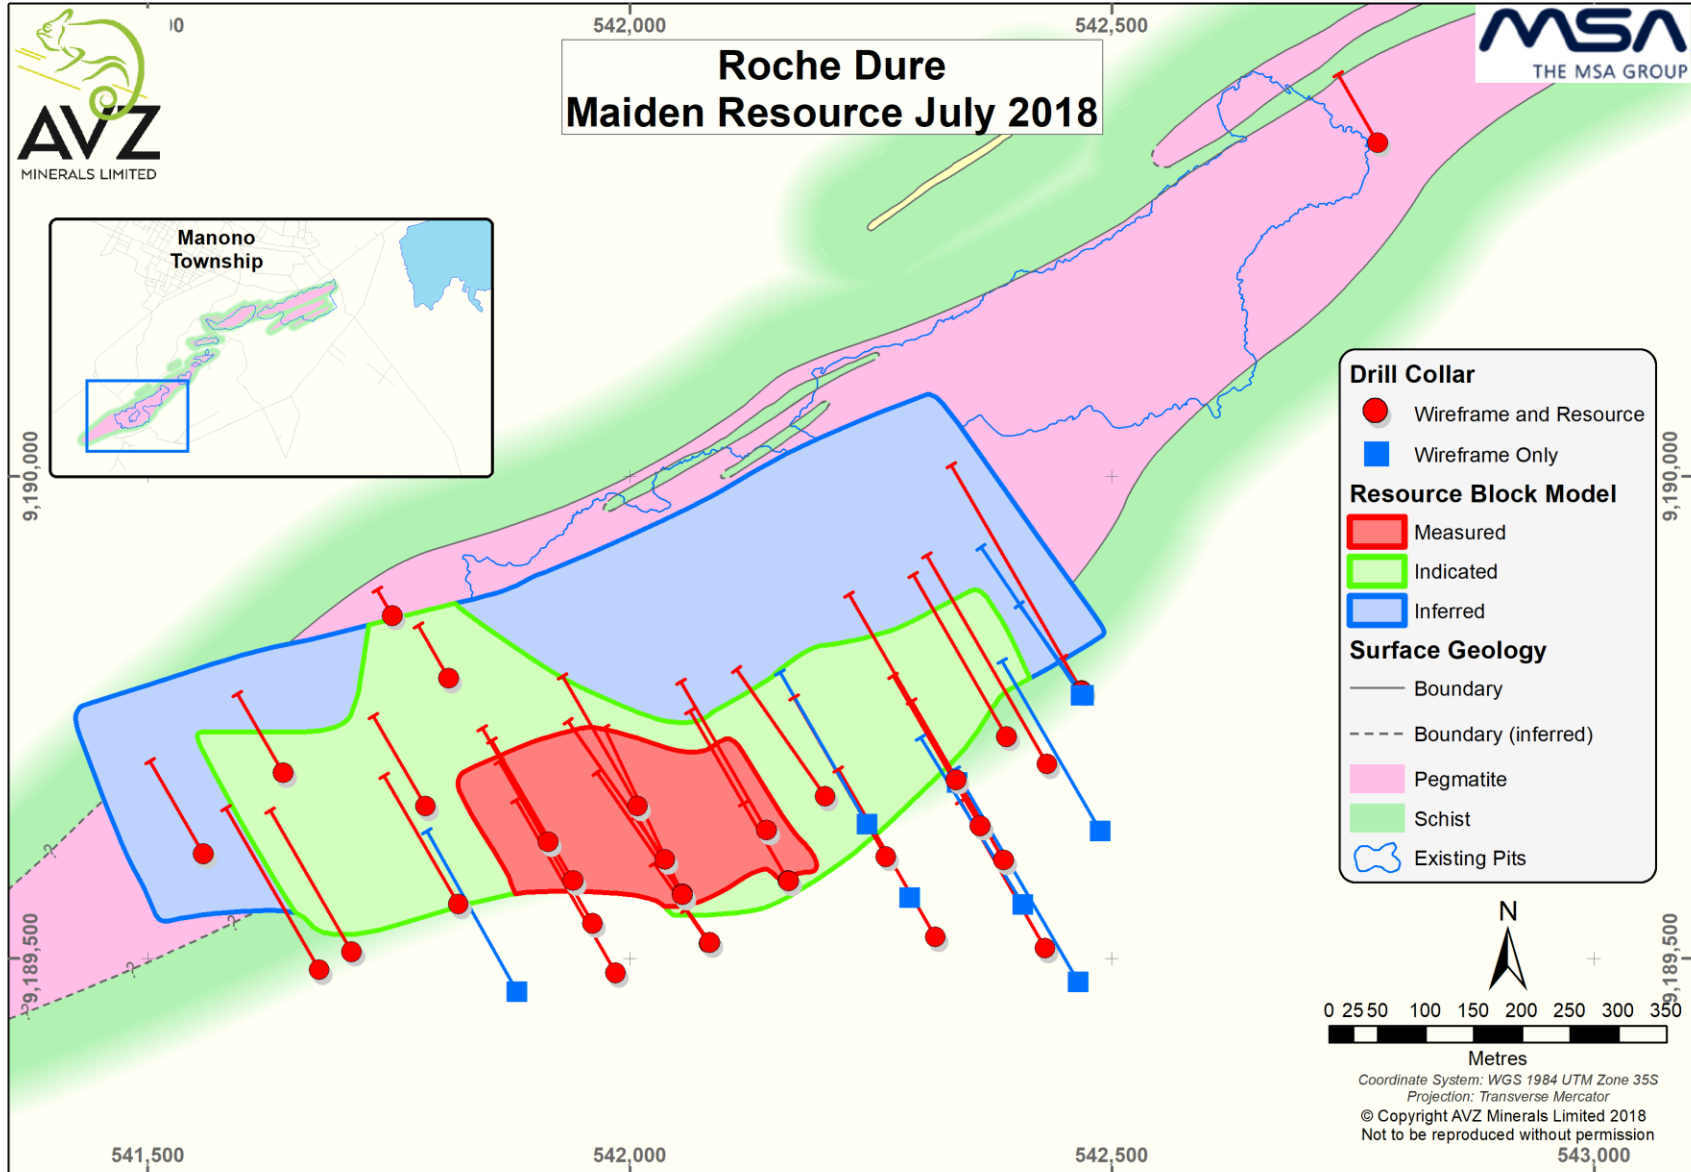 00
542,000
542,500
AVZ
MINERALS LIMITED
Roche Dure
Maiden Resource July 2018
MSA
THE MSA GROUP
Manono
Township
9,190,000
9,190,000
Drill Collar
Wireframe and Resource
Wireframe Only
Resource Block Model
Measured
Indicated
Inferred
Surface Geology
Boundary
Boundary (inferred)
Pegmatite
Schist
Existing Pits
?
?
?
?
9,189,500
9,189,500
N
0 25 50 100 150 200 250 300 350
Metres
Coordinate System: WGS 1984 UTM Zone 35S
Projection: Transverse Mercator
© Copyright AVZ Minerals Limited 2018
Not to be reproduced without permission
541,500
542,000
542,500
543,000